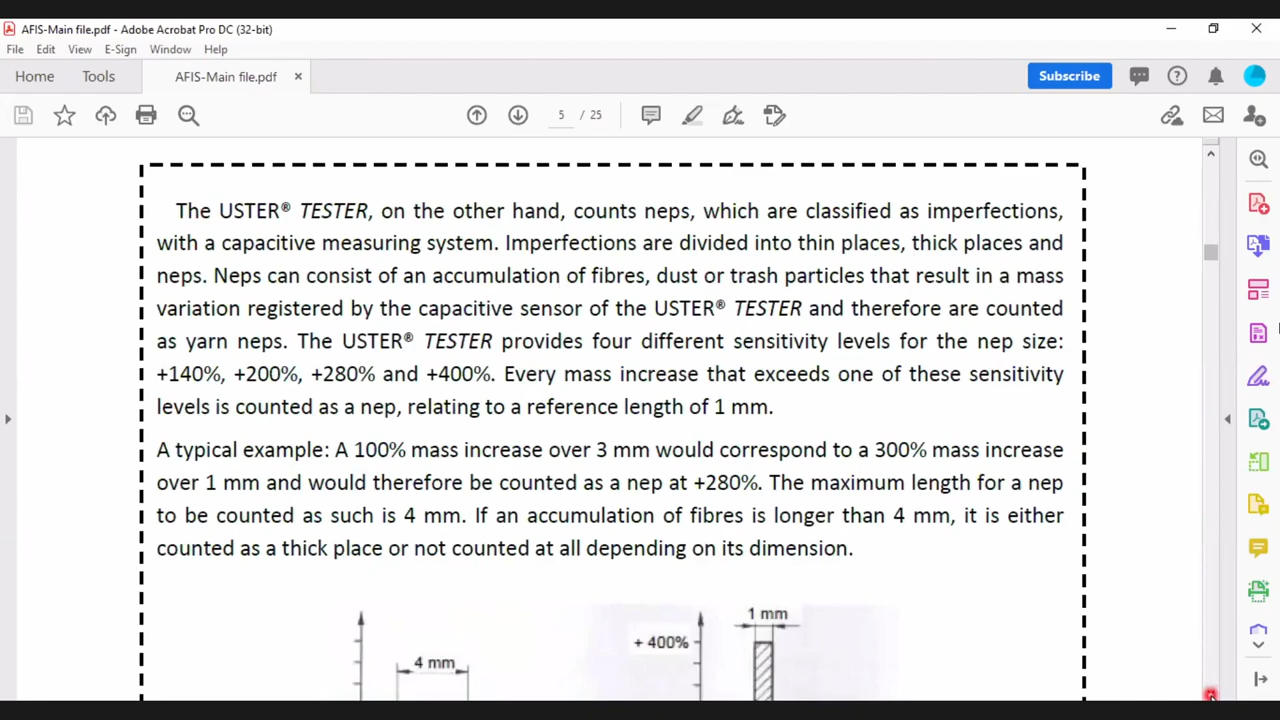 AFIS-Main file.pdf - Adobe Acrobat Pro DC (32-bit)
File Edit View E-Sign Window Help
Home Tools AFIS-Main file.pdf × Subscribe
5 / 25
The USTER® TESTER, on the other hand, counts neps, which are classified as imperfections,
with a capacitive measuring system. Imperfections are divided into thin places, thick places and
neps. Neps can consist of an accumulation of fibres, dust or trash particles that result in a mass
variation registered by the capacitive sensor of the USTER® TESTER and therefore are counted
as yarn neps. The USTER® TESTER provides four different sensitivity levels for the nep size:
+140%, +200%, +280% and +400%. Every mass increase that exceeds one of these sensitivity
levels is counted as a nep, relating to a reference length of 1 mm.
A typical example: A 100% mass increase over 3 mm would correspond to a 300% mass increase
over 1 mm and would therefore be counted as a nep at +280%. The maximum length for a nep
to be counted as such is 4 mm. If an accumulation of fibres is longer than 4 mm, it is either
counted as a thick place or not counted at all depending on its dimension.
1 mm
+ 400%
4 mm